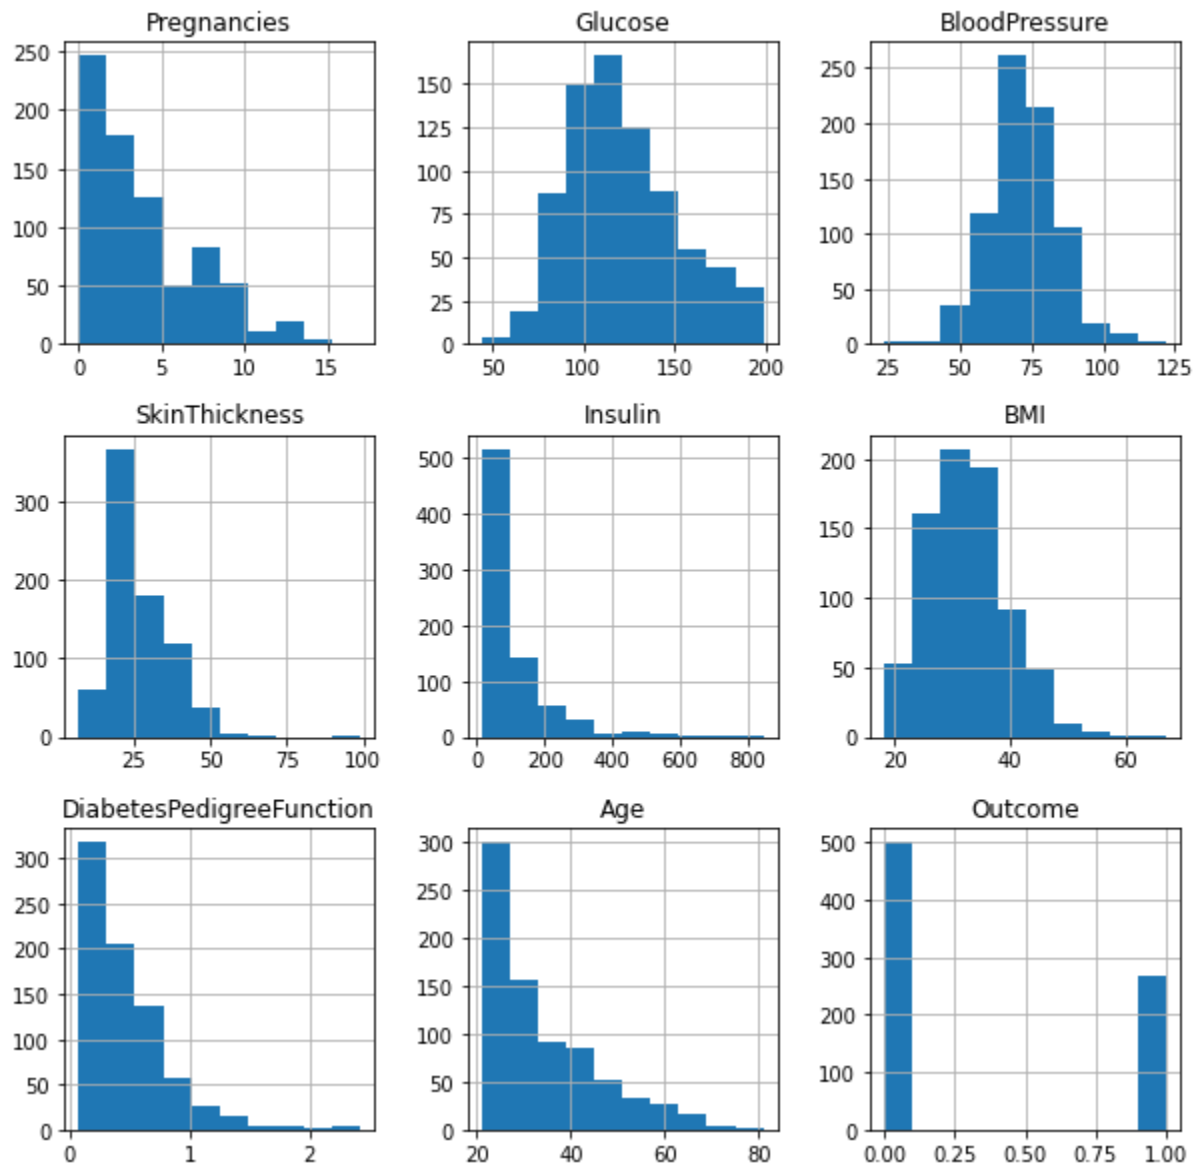 Pregnancies Glucose BloodPressure
250 150 250
200 125 200
150 100 150
100 75 100
50 50 50
0 25 0
0
0 5 10 15 50 100 150 200 25 50 75 100 125
SkinThickness Insulin BMI
300 500 200
200 400 150
100 300 100
0 200 50
100 0
0
25 50 75 100 0 200 400 600 800 20 40 60
DiabetesPedigreeFunction Age Outcome
300 300 500
250 250 400
200 200 300
150 150 200
100 100 100
50 50 0
0 0
0 1 2 20 40 60 80 0.00 0.25 0.50 0.75 1.00